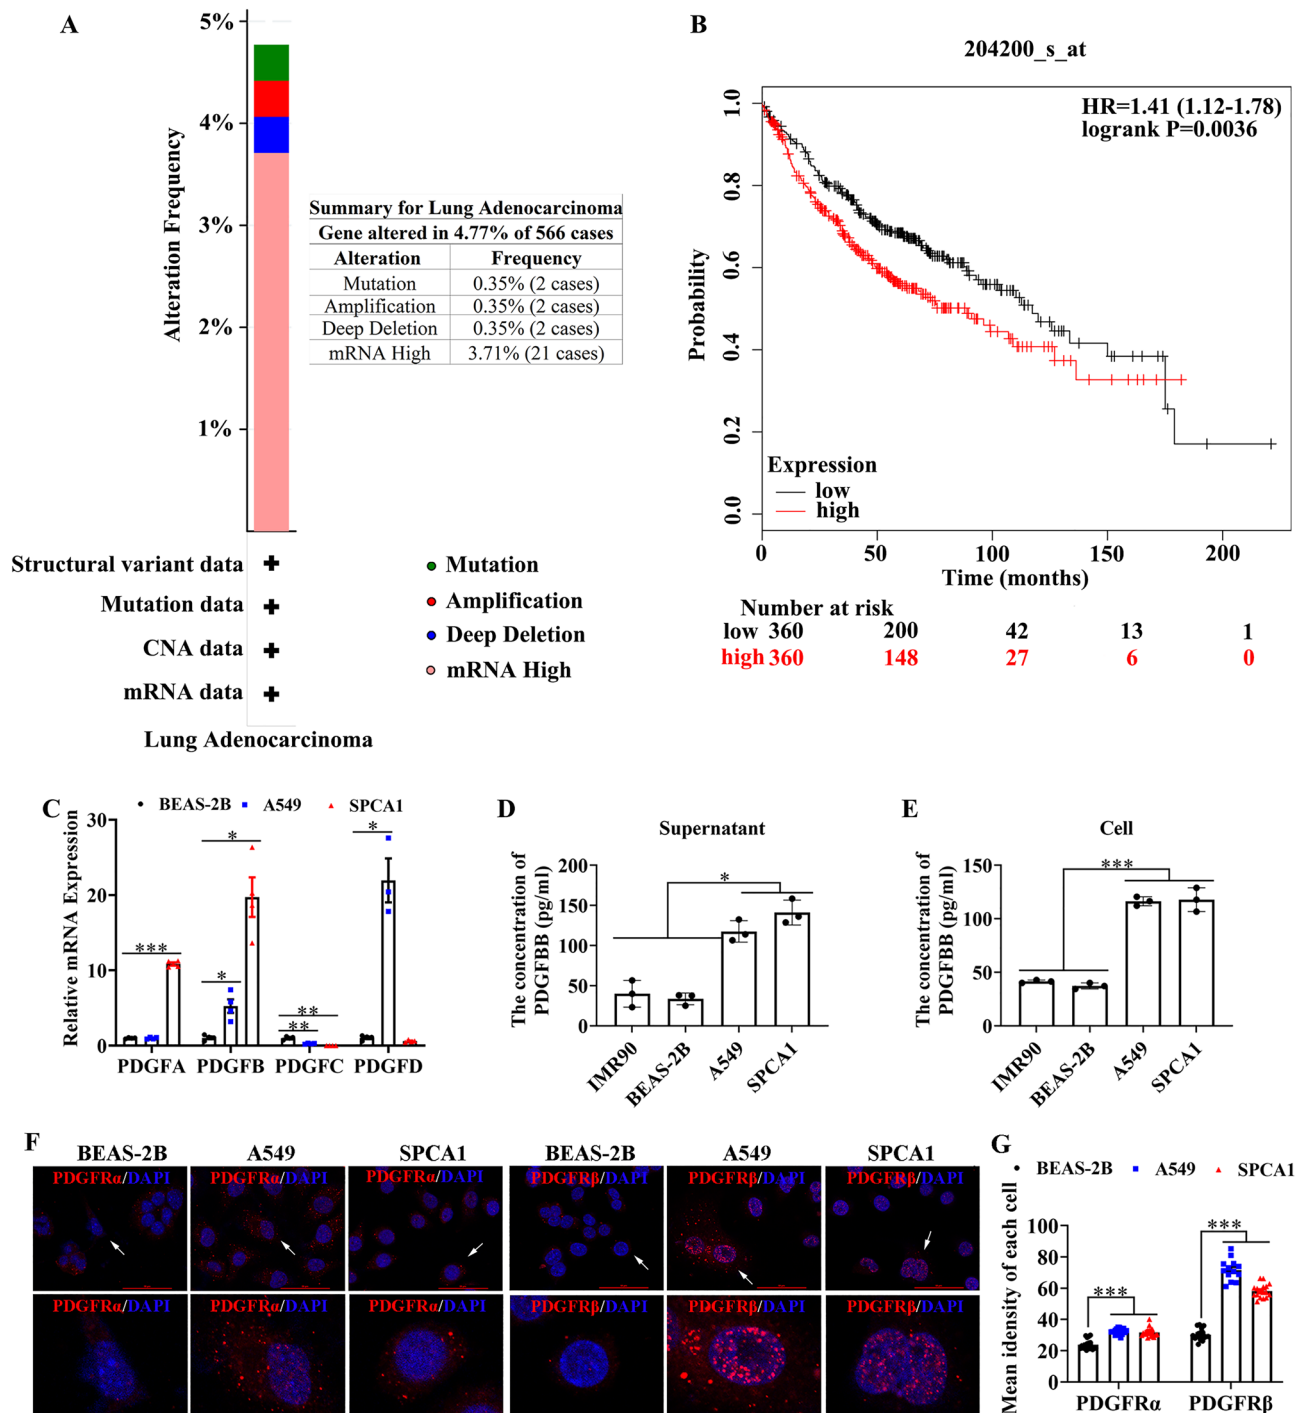 A
5%
4%
3%
2%
1%
Alteration Frequency
Summary for Lung Adenocarcinoma
Gene altered in 4.77% of 566 cases
Alteration Frequency
Mutation 0.35% (2 cases)
Amplification 0.35% (2 cases)
Deep Deletion 0.35% (2 cases)
mRNA High 3.71% (21 cases)
Structural variant data
Mutation data
CNA data
mRNA data
Lung Adenocarcinoma
Mutation
Amplification
Deep Deletion
mRNA High
B
204200_s_at
HR=1.41 (1.12-1.78)
logrank P=0.0036
Probability
1.0
0.8
0.6
0.4
0.2
0.0
Expression
low
high
0 50 100 150 200
Time (months)
Number at risk
low 360 200 42 13 1
high 360 148 27 6 0
C
BEAS-2B A549 SPCA1
Relative mRNA Expression
30
20
10
0
*** * * ** ** *
PDGFA PDGFB PDGFC PDGFD
D
Supernatant
The concentration of
PDGFBB (pg/ml)
200
150
100
50
0
*
IMR90 BEAS-2B A549 SPCA1
E
Cell
The concentration of
PDGFBB (pg/ml)
150
100
50
0
***
IMR90 BEAS-2B A549 SPCA1
F
BEAS-2B A549 SPCA1 BEAS-2B A549 SPCA1
PDGFRα/DAPI PDGFRα/DAPI PDGFRα/DAPI PDGFRβ/DAPI PDGFRβ/DAPI PDGFRβ/DAPI
PDGFRα/DAPI PDGFRα/DAPI PDGFRα/DAPI PDGFRβ/DAPI PDGFRβ/DAPI PDGFRβ/DAPI
G
BEAS-2B A549 SPCA1
Mean identity of each cell
100
80
60
40
20
0
*** ***
PDGFRα PDGFRβ